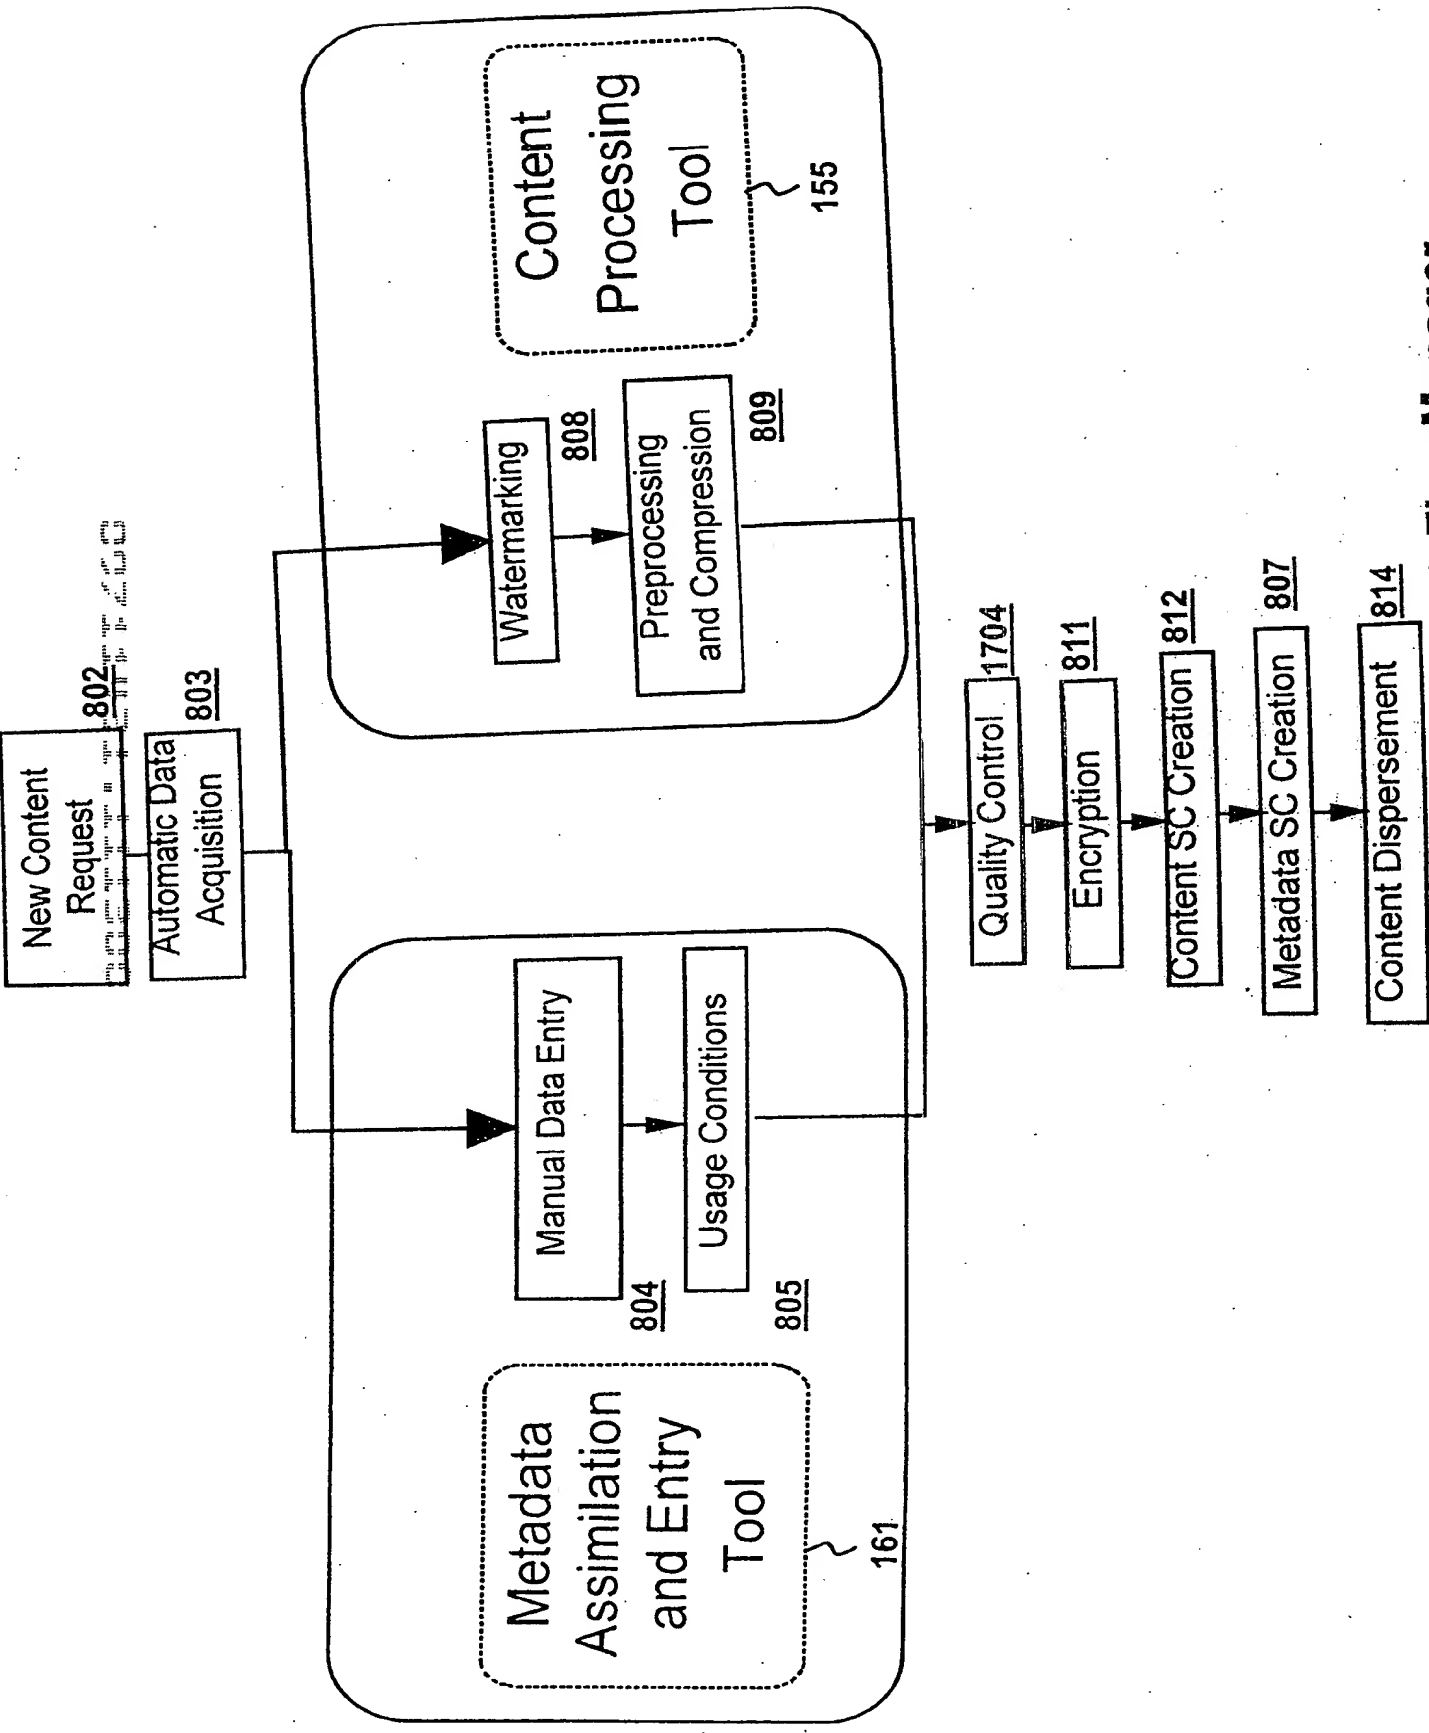 New Content
Request
802
Automatic Data
Acquisition
803
Metadata
Assimilation
and Entry
Tool
161
Manual Data Entry
804
Usage Conditions
805
Watermarking
808
Preprocessing
and Compression
809
Content
Processing
Tool
155
Quality Control
1704
Encryption
811
Content SC Creation
812
Metadata SC Creation
807
Content Dispersement
814